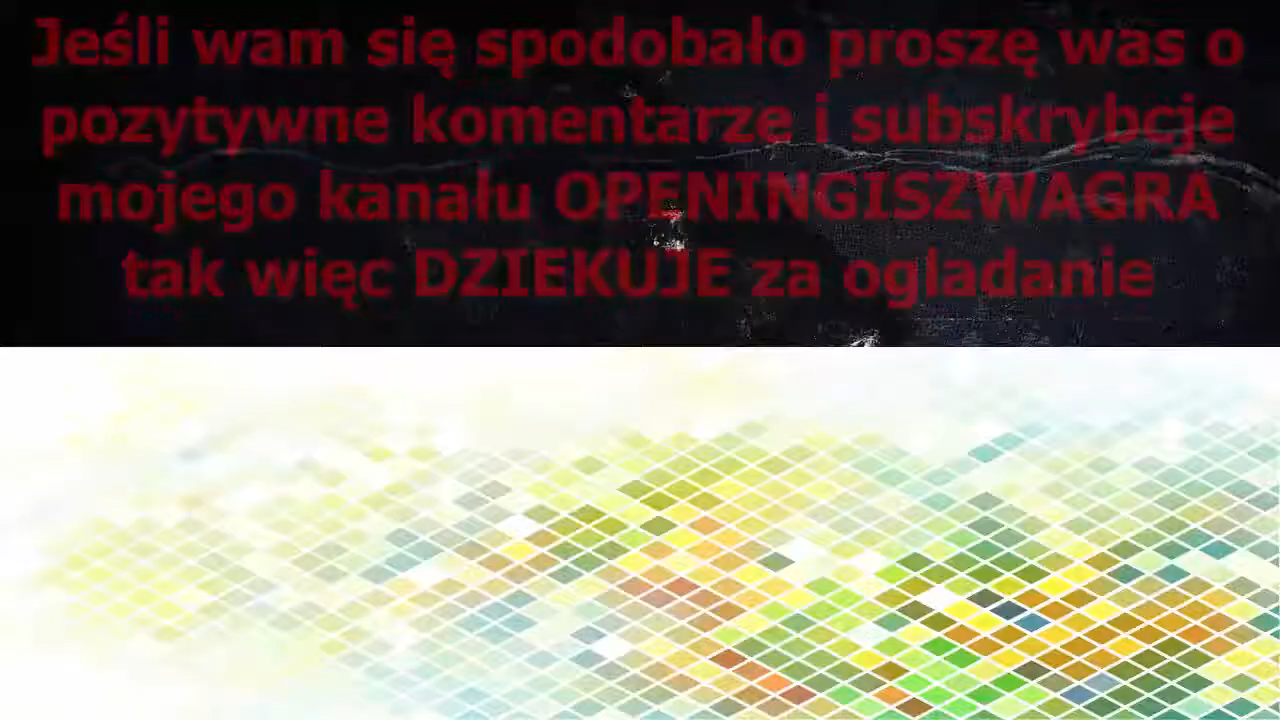 Jeśli wam się spodobało proszę was o
pozytywne komentarze i subskrybcje
mojego kanału OPENINGISZWAGRA
tak więc DZIEKUJE za ogladanie